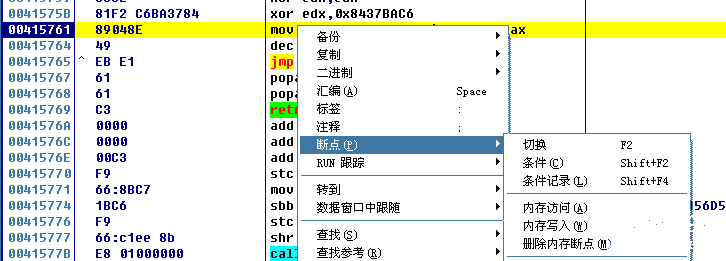 0041575B 81F2 C6BA3784 xor edx,0x8437BAC6
00415761 89048E mov ax
00415764 49 dec
00415765 ^ EB E1 jmp
00415767 61 popa
00415768 61 popa
00415769 C3 retn
0041576A 0000 add
0041576C 0000 add
0041576E 00C3 add
00415770 F9 stc
00415771 66:8BC7 mov
00415774 1BC6 sbb 56D5
00415776 F9 stc
00415777 66:c1ee 8b shr
0041577B E8 01000000 call
备份
复制
二进制
汇编(A) Space
标签 :
注释 ;
断点(P)
RUN 跟踪
转到
数据窗口中跟随
查找(S)
查找参考(R)
切换 F2
条件(C) Shift+F2
条件记录(L) Shift+F4
内存访问(A)
内存写入(W)
删除内存断点(M)